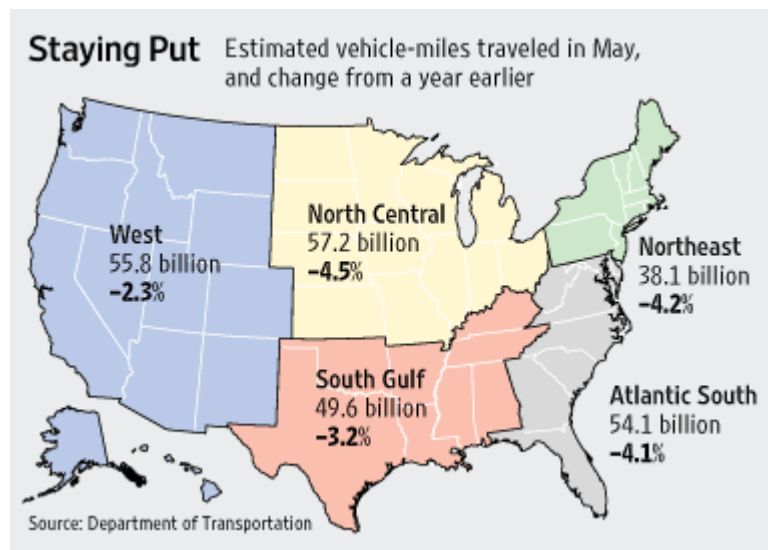 Staying Put
Estimated vehicle-miles traveled in May,
and change from a year earlier
West
55.8 billion
–2.3%
North Central
57.2 billion
–4.5%
Northeast
38.1 billion
–4.2%
South Gulf
49.6 billion
–3.2%
Atlantic South
54.1 billion
–4.1%
Source: Department of Transportation